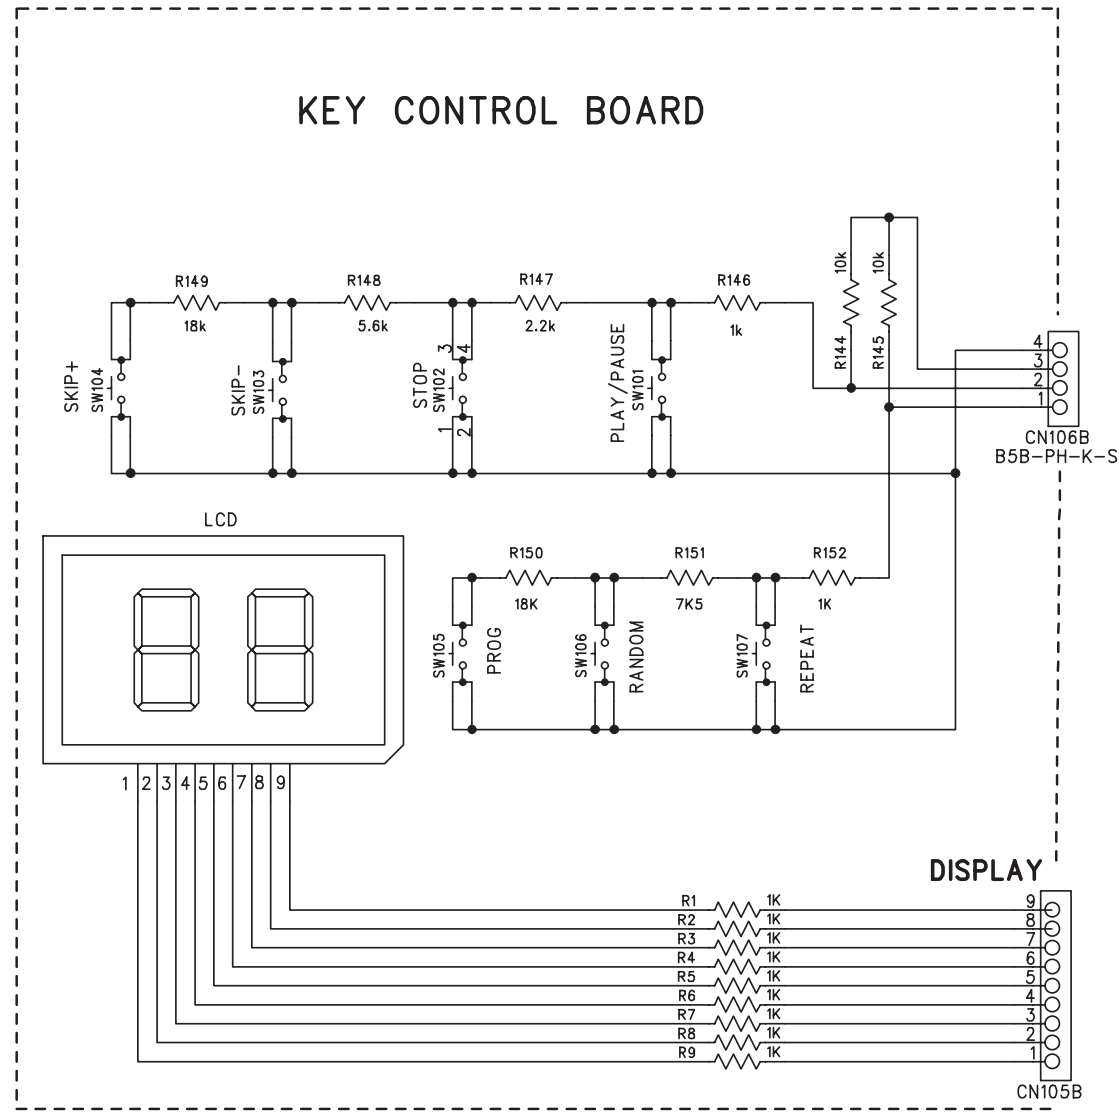 KEY CONTROL BOARD
10k
10k
R144
R145
R149
R148
R147
R146
18k
5.6k
2.2k
1k
SKIP+
SW104
SKIP-
SW103
STOP
SW102
3
4
1
2
PLAY/PAUSE
SW101
4
3
2
1
CN106B
B5B-PH-K-S
LCD
R150
R151
R152
18K
7K5
1K
SW105
PROG
SW106
RANDOM
SW107
REPEAT
1 2 3 4 5 6 7 8 9
DISPLAY
R1 1K 9
R2 1K 8
R3 1K 7
R4 1K 6
R5 1K 5
R6 1K 4
R7 1K 3
R8 1K 2
R9 1K 1
CN105B